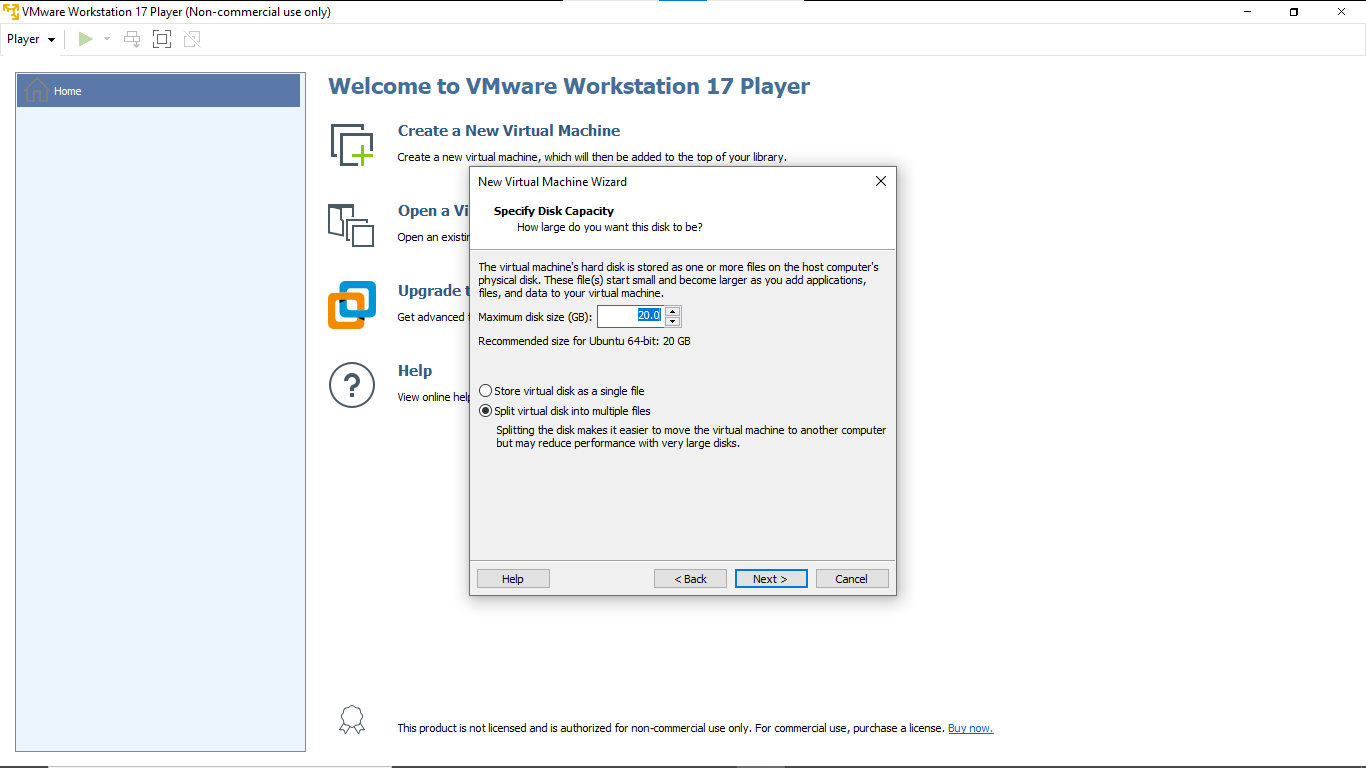 VMware Workstation 17 Player (Non-commercial use only)
Player
Home
Welcome to VMware Workstation 17 Player
Create a New Virtual Machine
Create a new virtual machine, which will then be added to the top of your library.
Open a Vi
Open an existin
Upgrade t
Get advanced f
Help
View online help
New Virtual Machine Wizard
Specify Disk Capacity
How large do you want this disk to be?
The virtual machine's hard disk is stored as one or more files on the host computer's
physical disk. These file(s) start small and become larger as you add applications,
files, and data to your virtual machine.
Maximum disk size (GB): 20.0
Recommended size for Ubuntu 64-bit: 20 GB
Store virtual disk as a single file
Split virtual disk into multiple files
Splitting the disk makes it easier to move the virtual machine to another computer
but may reduce performance with very large disks.
Help < Back Next > Cancel
This product is not licensed and is authorized for non-commercial use only. For commercial use, purchase a license. Buy now.